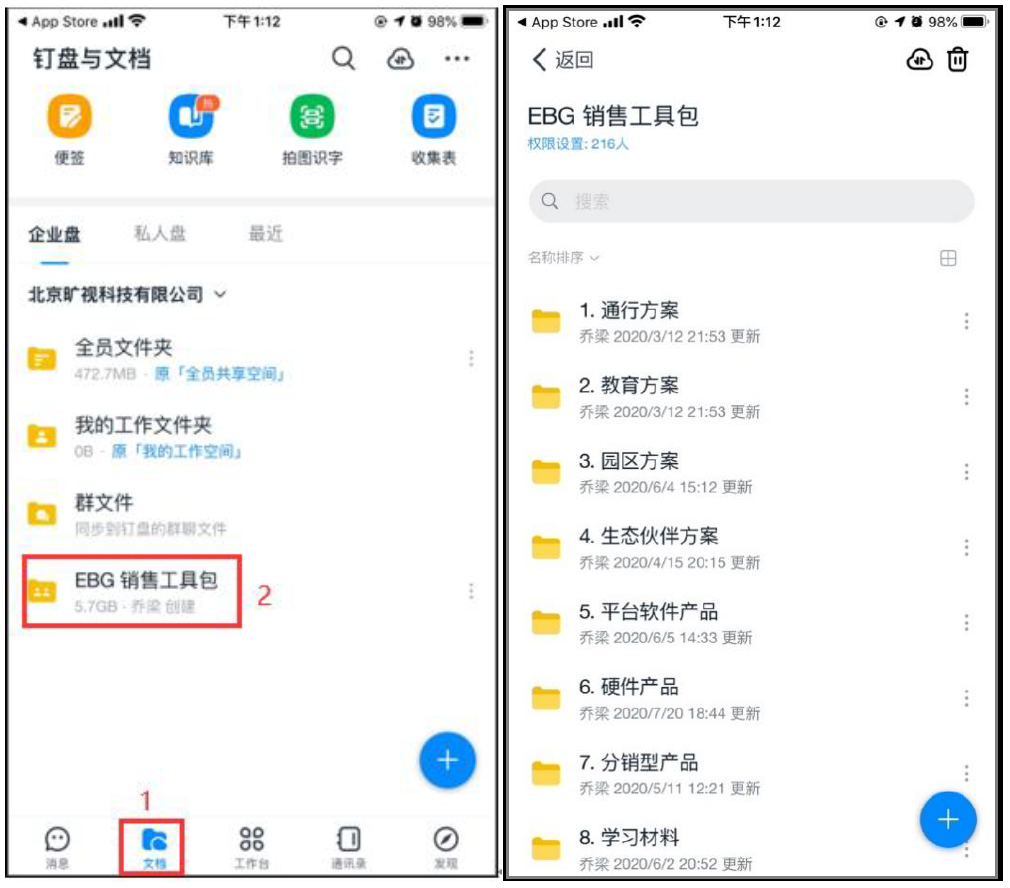 App Store
下午1:12
98%
钉盘与文档
便签
知识库
拍图识字
收集表
企业盘
私人盘
最近
北京旷视科技有限公司
全员文件夹
472.7MB · 原「全员共享空间」
我的工作文件夹
0B · 原「我的工作空间」
群文件
同步到钉盘的群聊文件
EBG 销售工具包
5.7GB · 乔梁 创建
2
1
消息
文档
工作台
通讯录
发现
App Store
下午1:12
98%
返回
EBG 销售工具包
权限设置: 216人
搜索
名称排序
1. 通行方案
乔梁 2020/3/12 21:53 更新
2. 教育方案
乔梁 2020/3/12 21:53 更新
3. 园区方案
乔梁 2020/6/4 15:12 更新
4. 生态伙伴方案
乔梁 2020/4/15 20:15 更新
5. 平台软件产品
乔梁 2020/6/5 14:33 更新
6. 硬件产品
乔梁 2020/7/20 18:44 更新
7. 分销型产品
乔梁 2020/5/11 12:21 更新
8. 学习材料
乔梁 2020/6/2 20:52 更新